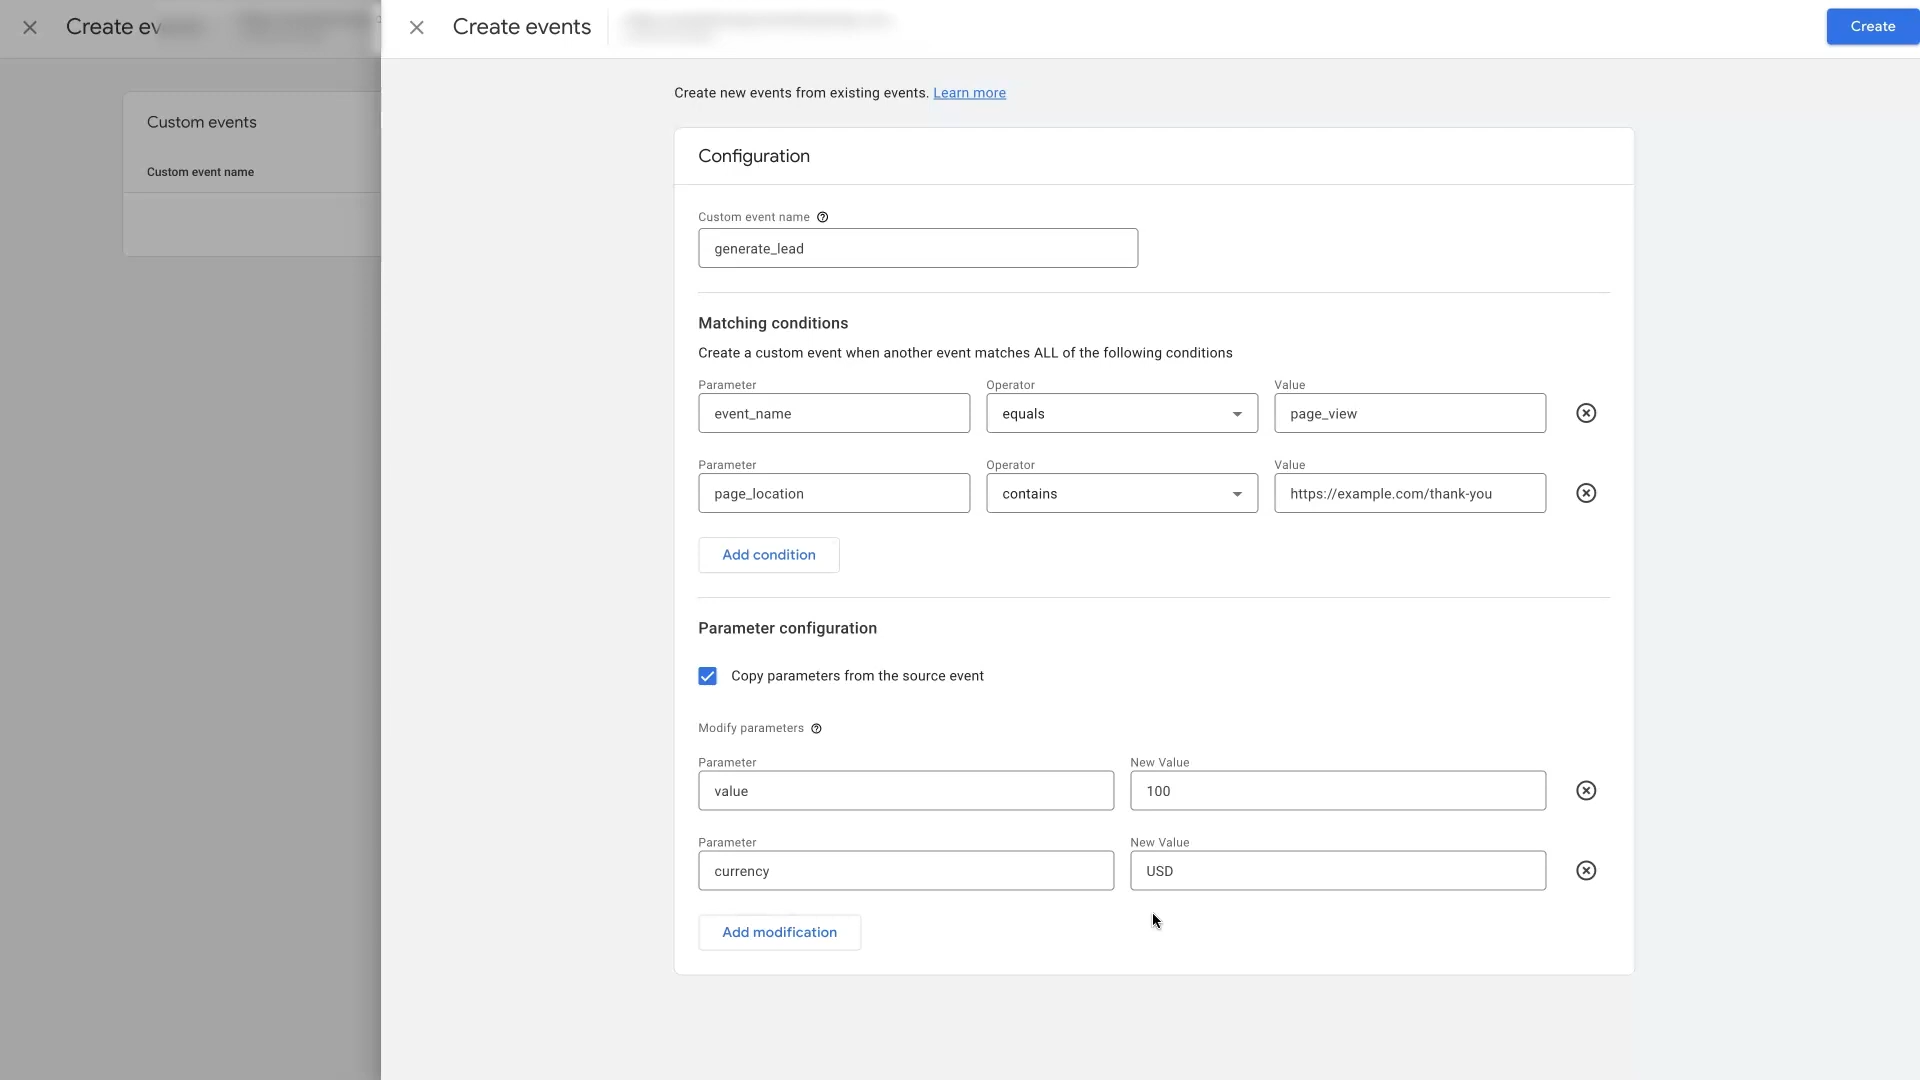 Create ev
Create events
Create
Create new events from existing events. Learn more
Custom events
Custom event name
Configuration
Custom event name
generate_lead
Matching conditions
Create a custom event when another event matches ALL of the following conditions
Parameter Operator Value
event_name equals page_view
Parameter Operator Value
page_location contains https://example.com/thank-you
Add condition
Parameter configuration
Copy parameters from the source event
Modify parameters
Parameter New Value
value 100
Parameter New Value
currency USD
Add modification